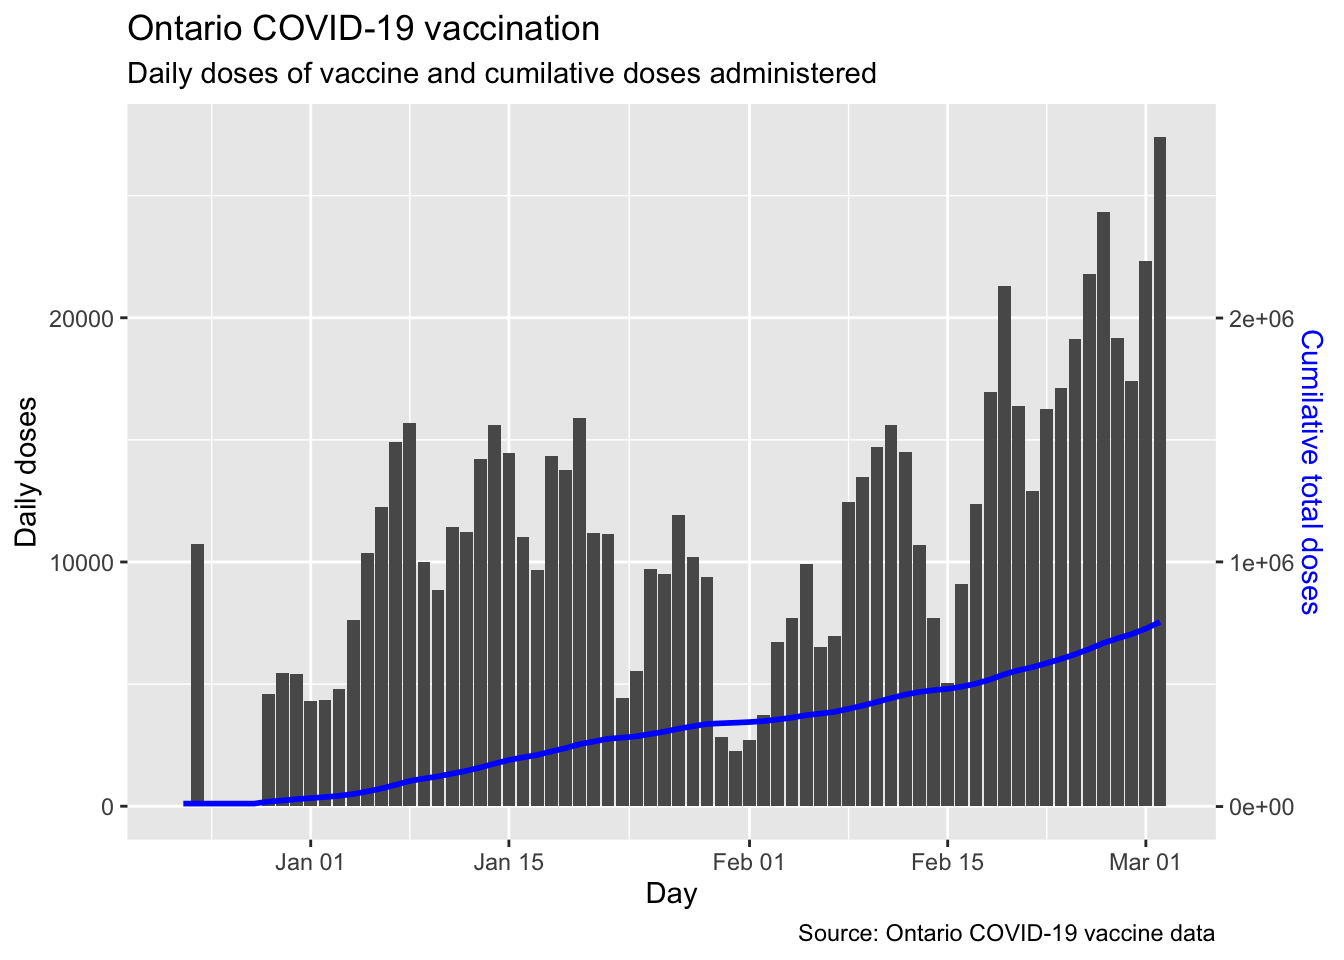 Ontario COVID-19 vaccination
Daily doses of vaccine and cumilative doses administered
Daily doses
20000
10000
0
2e+06
1e+06
0e+00
Cumilative total doses
Jan 01
Jan 15
Feb 01
Feb 15
Mar 01
Day
Source: Ontario COVID-19 vaccine data